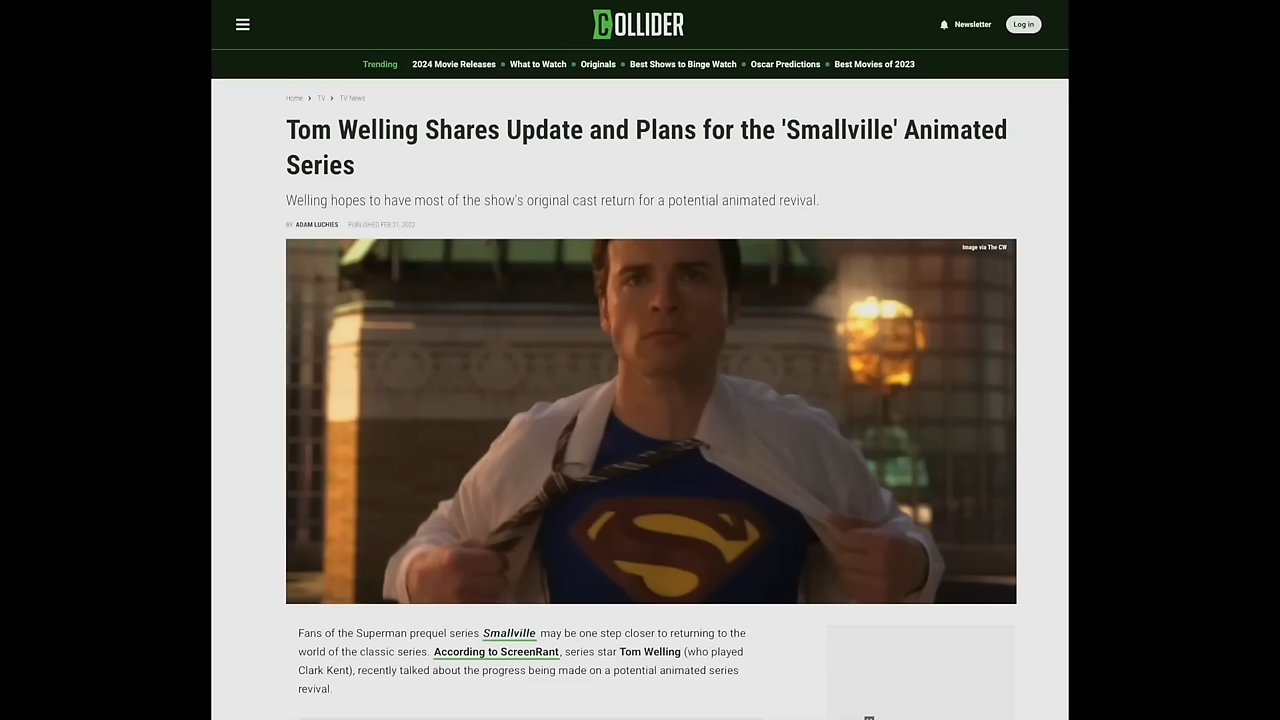 COLLIDER
Newsletter
Log in
Trending
2024 Movie Releases
What to Watch
Originals
Best Shows to Binge Watch
Oscar Predictions
Best Movies of 2023
Home > TV > TV News
Tom Welling Shares Update and Plans for the 'Smallville' Animated
Series
Welling hopes to have most of the show's original cast return for a potential animated revival.
BY ADAM LUCHIES PUBLISHED FEB 21, 2022
Image via The CW
S
Fans of the Superman prequel series Smallville may be one step closer to returning to the
world of the classic series. According to ScreenRant, series star Tom Welling (who played
Clark Kent), recently talked about the progress being made on a potential animated series
revival.